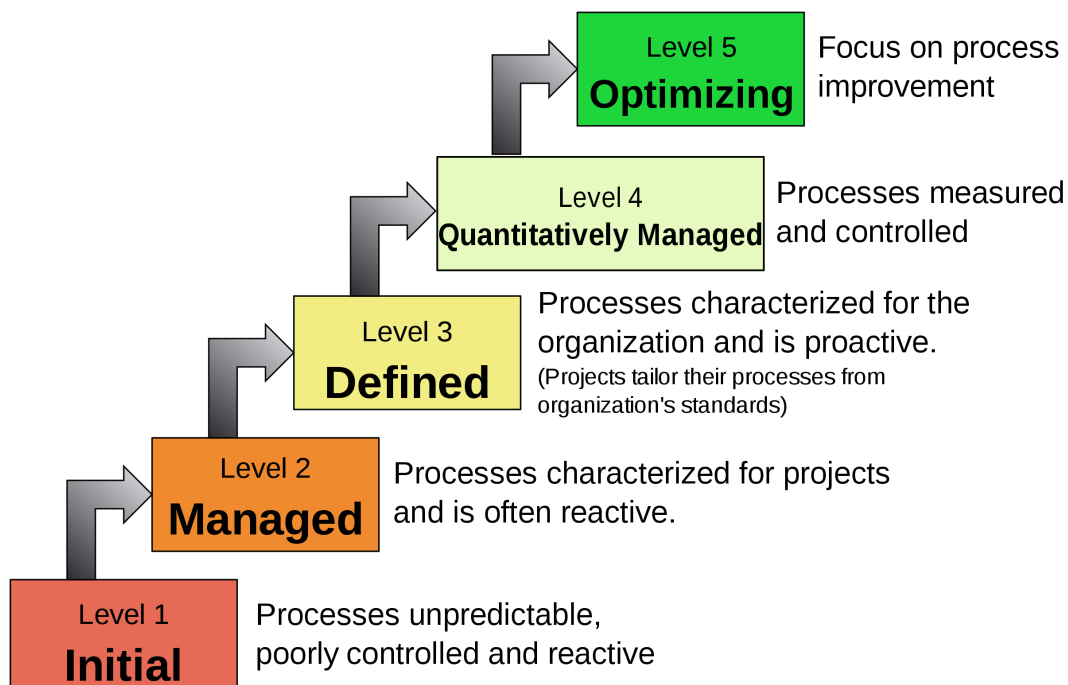 Level 5
Optimizing
Focus on process
improvement
Level 4
Quantitatively Managed
Processes measured
and controlled
Level 3
Defined
Processes characterized for the
organization and is proactive.
(Projects tailor their processes from
organization's standards)
Level 2
Managed
Processes characterized for projects
and is often reactive.
Level 1
Initial
Processes unpredictable,
poorly controlled and reactive